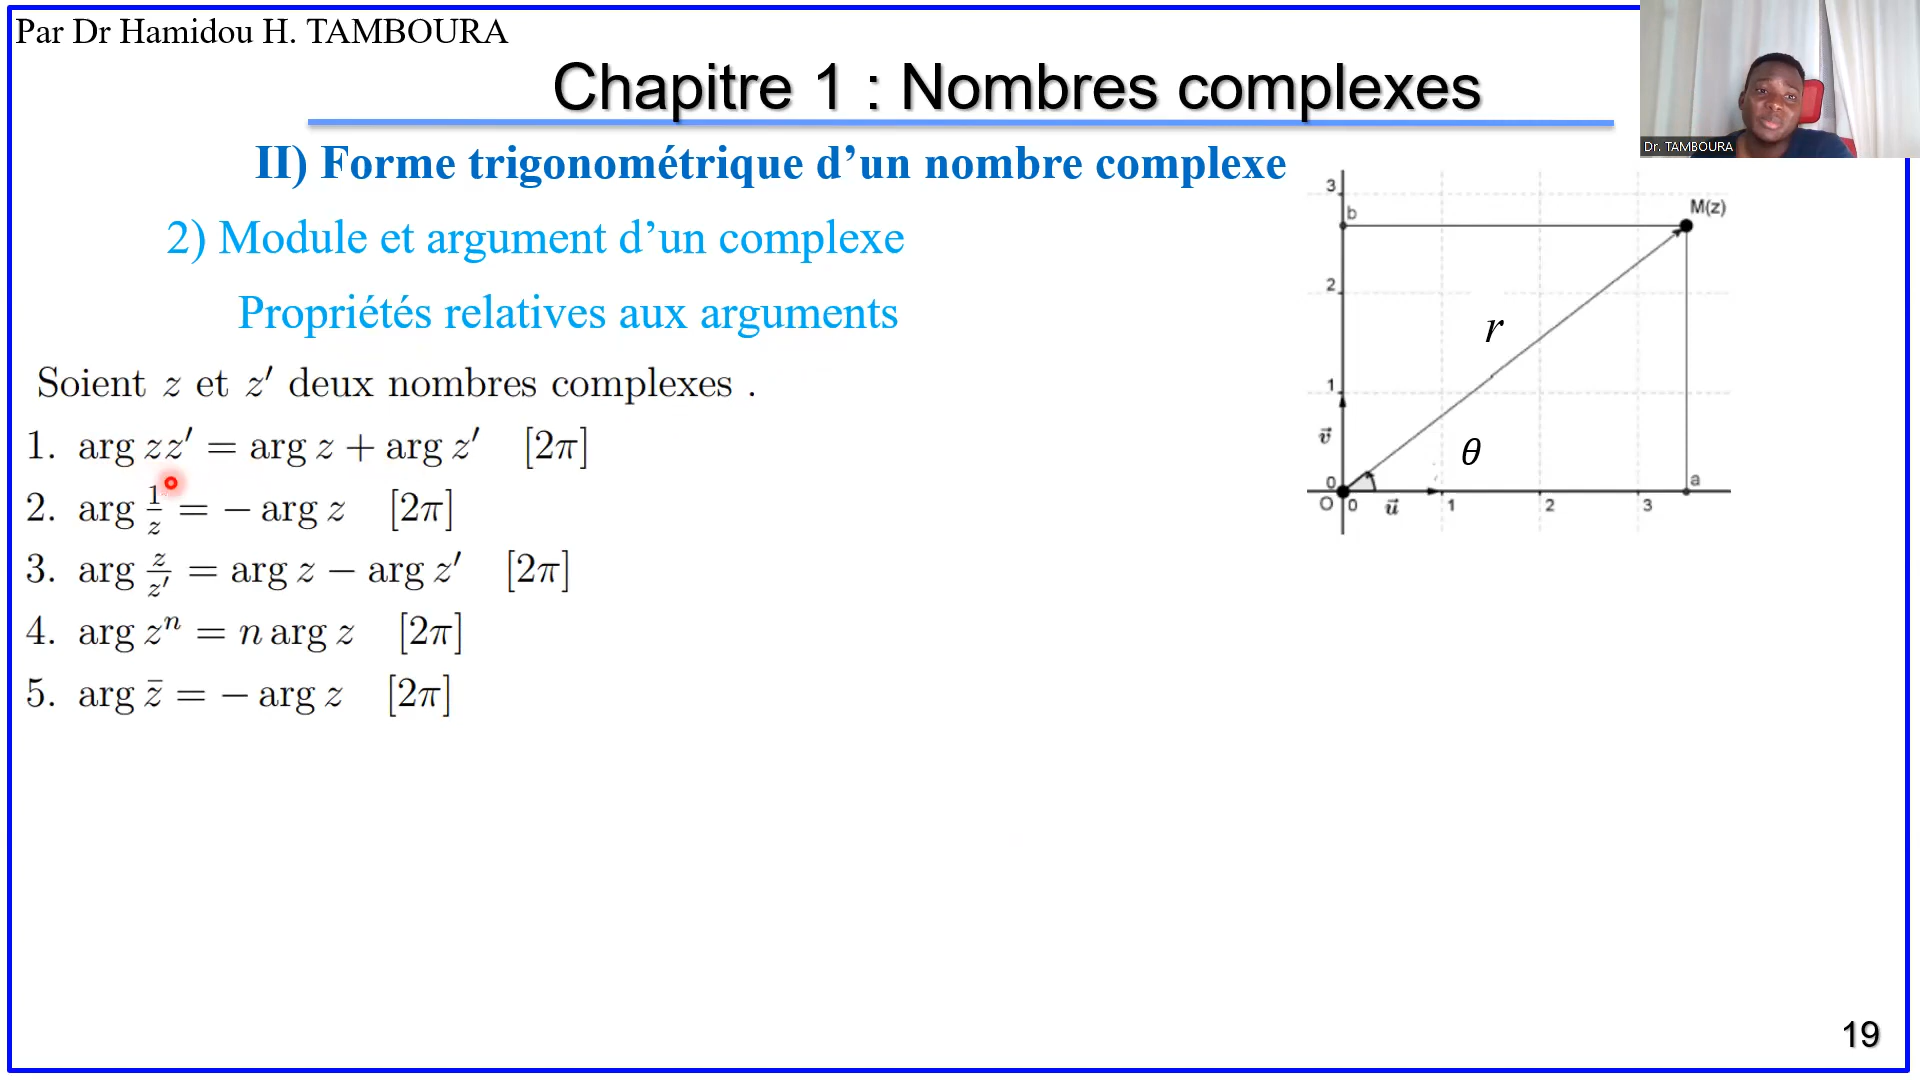 Par Dr Hamidou H. TAMBOURA
Chapitre 1 : Nombres complexes
Dr. TAMBOURA
II) Forme trigonométrique d’un nombre complexe
2) Module et argument d’un complexe
Propriétés relatives aux arguments
Soient z et z′ deux nombres complexes .
1. arg zz′ = arg z + arg z′ [2π]
2. arg 1/z = − arg z [2π]
3. arg z/z′ = arg z − arg z′ [2π]
4. arg zⁿ = n arg z [2π]
5. arg z̄ = − arg z [2π]
3
b
M(z)
2
r
1
v⃗
θ
0
a
O 0 u⃗ 1 2 3
19